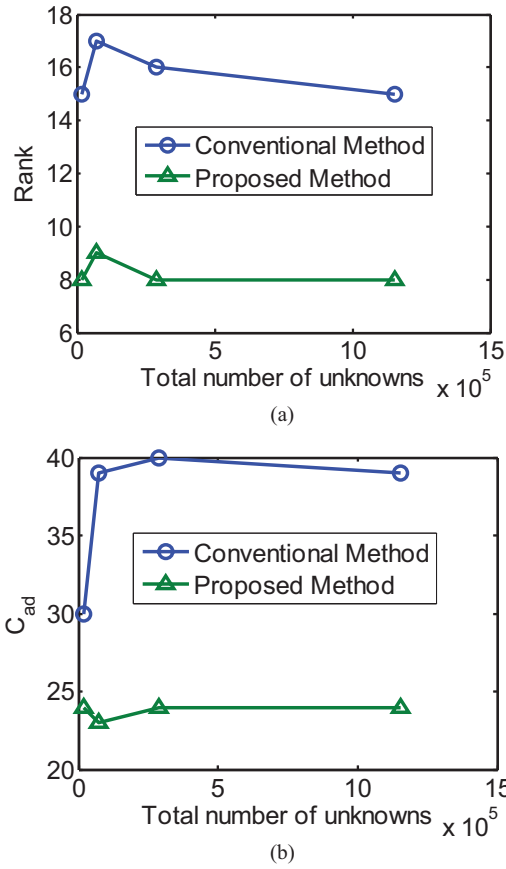 18
16
14
12
10
8
6
Rank
Conventional Method
Proposed Method
0 5 10 15
Total number of unknowns x 10^5
(a)
40
35
30
25
20
C_ad
Conventional Method
Proposed Method
0 5 10 15
Total number of unknowns x 10^5
(b)